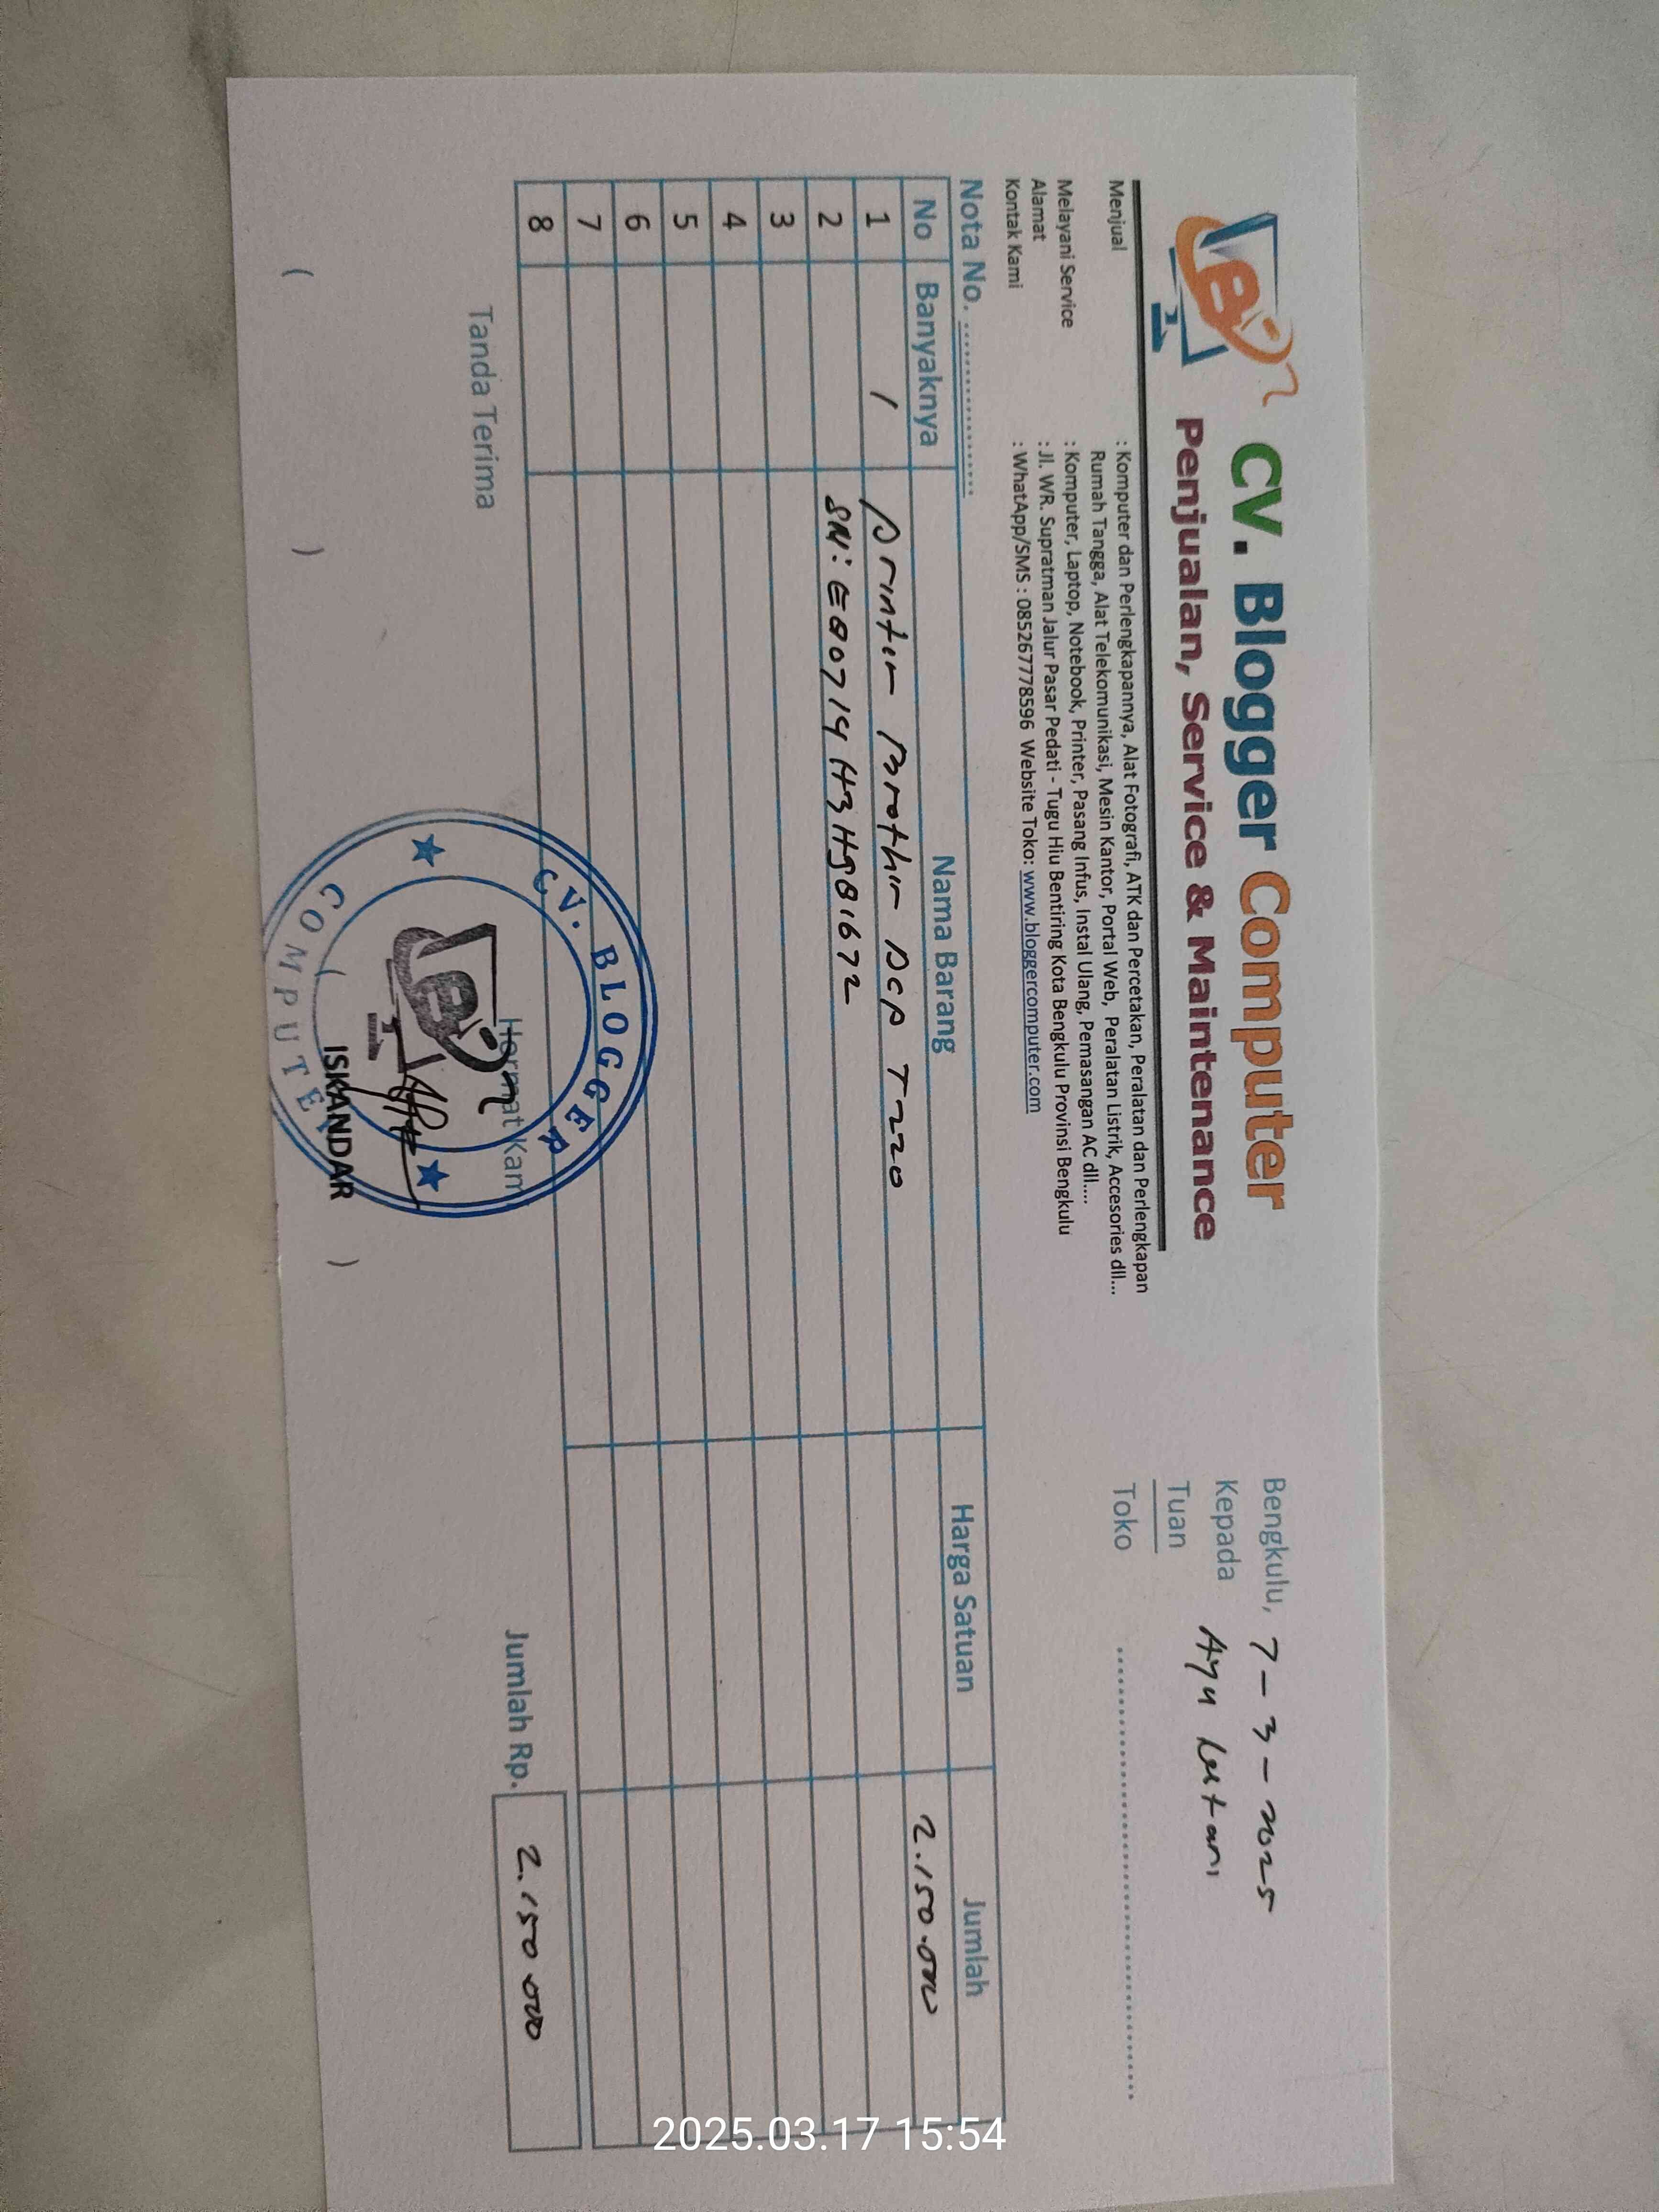 CV. Blogger Computer
Penjualan, Service & Maintenance
Menjual : Komputer dan Perlengkapannya, Alat Fotografi, ATK dan Percetakan, Peralatan dan Perlengkapan
Rumah Tangga, Alat Telekomunikasi, Mesin Kantor, Portal Web, Peralatan Listrik, Accesories dll...
Melayani Service : Komputer, Laptop, Notebook, Printer, Pasang Infus, Instal Ulang, Pemasangan AC dll....
Alamat : Jl. WR. Supratman Jalur Pasar Pedati - Tugu Hiu Bentiring Kota Bengkulu Provinsi Bengkulu
Kontak Kami : WhatApp/SMS : 085267778596 Website Toko: www.bloggercomputer.com
Bengkulu, 7-3-2025
Kepada Ayu Lestari
Tuan
Toko ..........
Nota No. ..........
No Banyaknya Nama Barang Harga Satuan Jumlah
1 1 Printer Brother DCP T220 2.150.000
2 SN: E80719H3H981672
3
4
5
6
7
8
Jumlah Rp. 2.150.000
Tanda Terima
Hormat Kam
CV. BLOGGER
COMPUTER
( )
( ISKANDAR )
2025.03.17 15:54